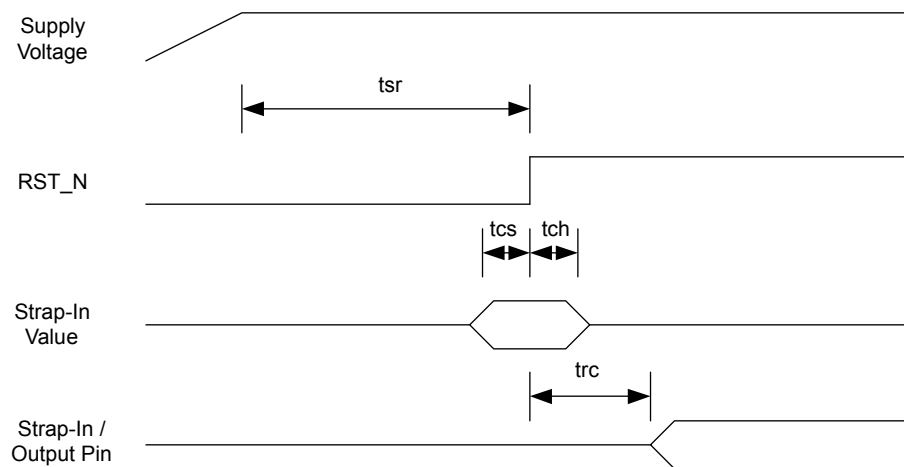 Supply
Voltage
tsr
RST_N
tcs
tch
Strap-In
Value
trc
Strap-In /
Output Pin